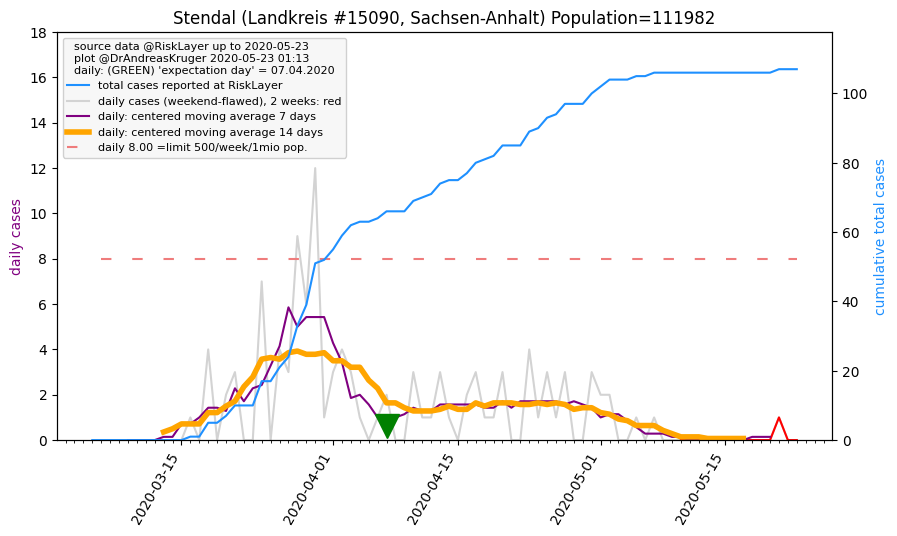 Stendal (Landkreis #15090, Sachsen-Anhalt) Population=111982
source data @RiskLayer up to 2020-05-23
plot @DrAndreasKruger 2020-05-23 01:13
daily: (GREEN) 'expectation day' = 07.04.2020
total cases reported at RiskLayer
daily cases (weekend-flawed), 2 weeks: red
daily: centered moving average 7 days
daily: centered moving average 14 days
daily 8.00 =limit 500/week/1mio pop.
daily cases
18
16
14
12
10
8
6
4
2
0
cumulative total cases
100
80
60
40
20
0
2020-03-15
2020-04-01
2020-04-15
2020-05-01
2020-05-15